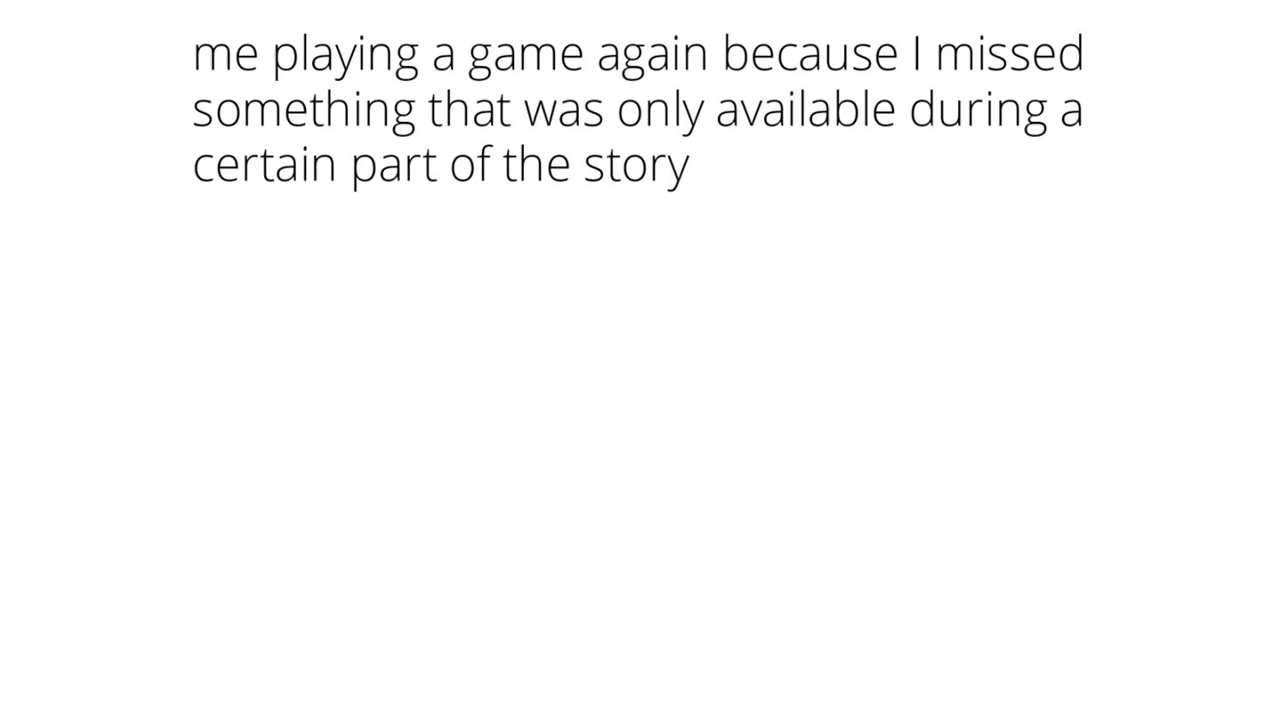 me playing a game again because I missed
something that was only available during a
certain part of the story